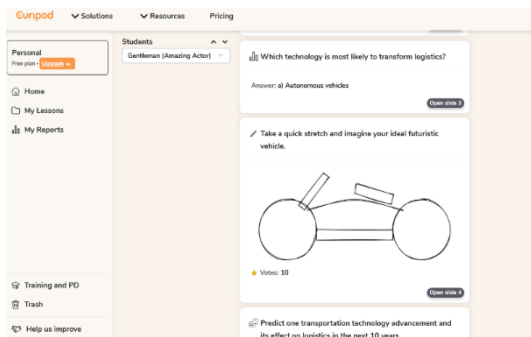 Curipod
Solutions
Resources
Pricing
Personal
Free plan • Upgrade
Home
My Lessons
My Reports
Training and PD
Trash
Help us improve
Students
Gentleman (Amazing Actor)
Which technology is most likely to transform logistics?
Answer: a) Autonomous vehicles
Open slide 3
Take a quick stretch and imagine your ideal futuristic
vehicle.
Votes: 10
Open slide 4
Predict one transportation technology advancement and
its effect on logistics in the next 10 years.